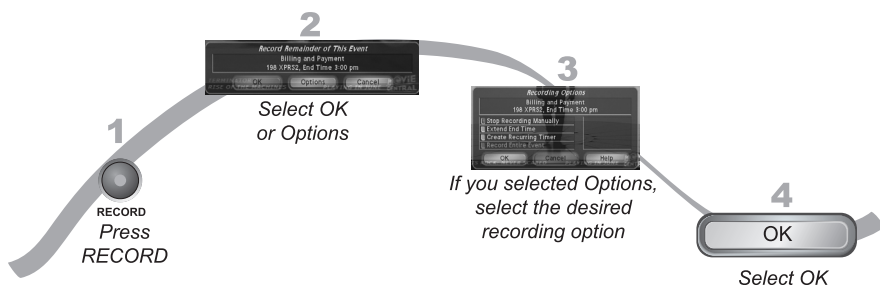 1
RECORD
Press
RECORD
2
Record Remainder of This Event
Billing and Payment
198 XPRS2, End Time 3:00 pm
OK Options Cancel
Select OK
or Options
3
Recording Options
Billing and Payment
198 XPRS2, End Time 3:00 pm
Stop Recording Manually
Extend End Time
Create Recurring Timer
Record Entire Event
OK Cancel Help
If you selected Options,
select the desired
recording option
4
OK
Select OK